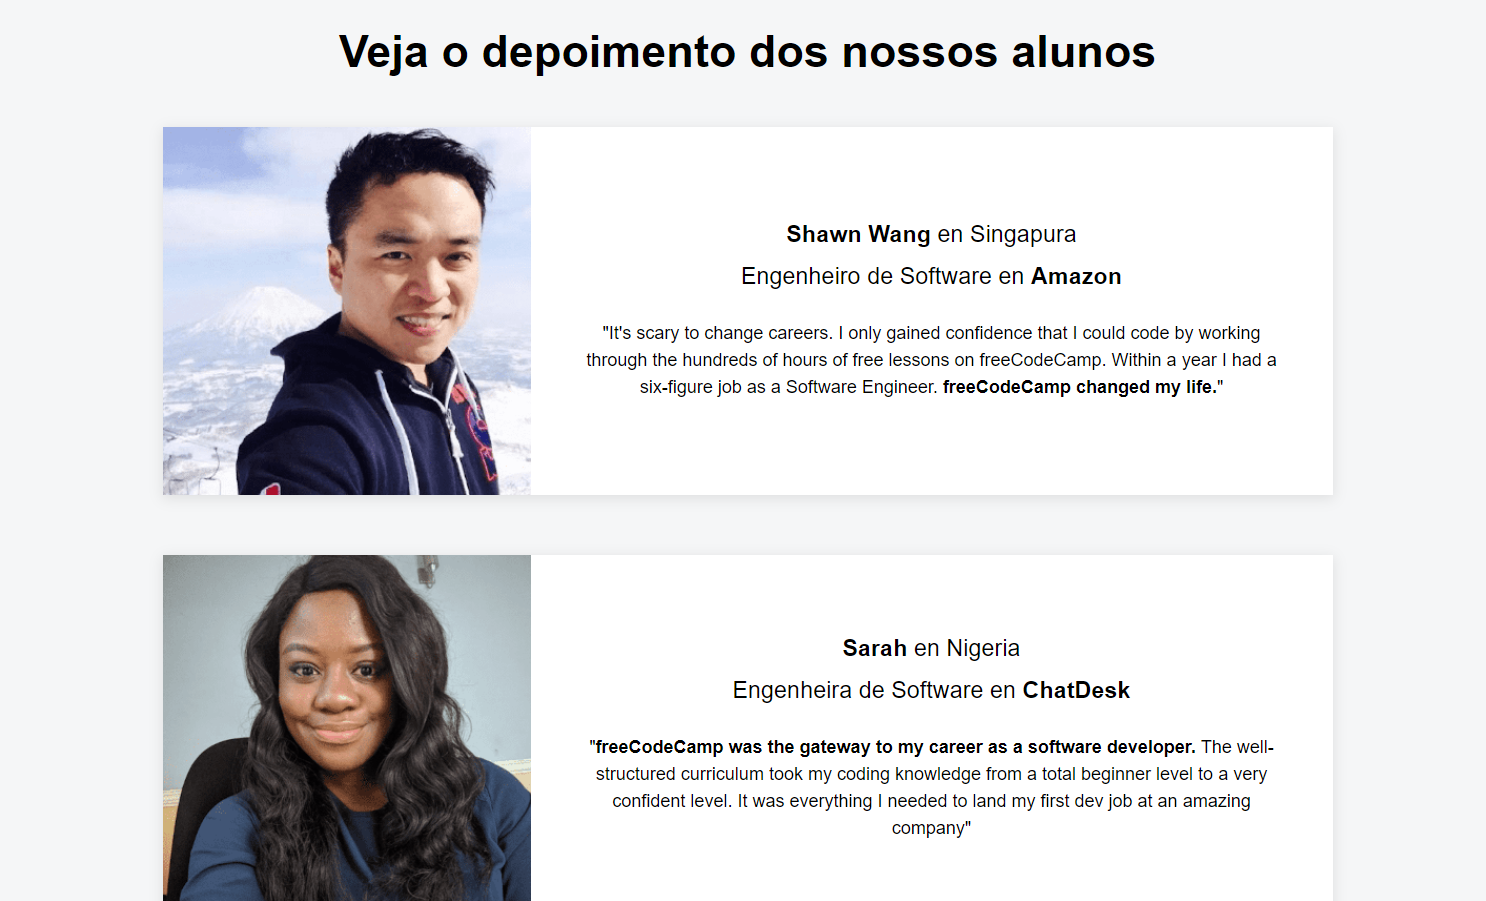 Veja o depoimento dos nossos alunos
Shawn Wang en Singapura
Engenheiro de Software en Amazon
"It's scary to change careers. I only gained confidence that I could code by working
through the hundreds of hours of free lessons on freeCodeCamp. Within a year I had a
six-figure job as a Software Engineer. freeCodeCamp changed my life."
Sarah en Nigeria
Engenheira de Software en ChatDesk
"freeCodeCamp was the gateway to my career as a software developer. The well-
structured curriculum took my coding knowledge from a total beginner level to a very
confident level. It was everything I needed to land my first dev job at an amazing
company"